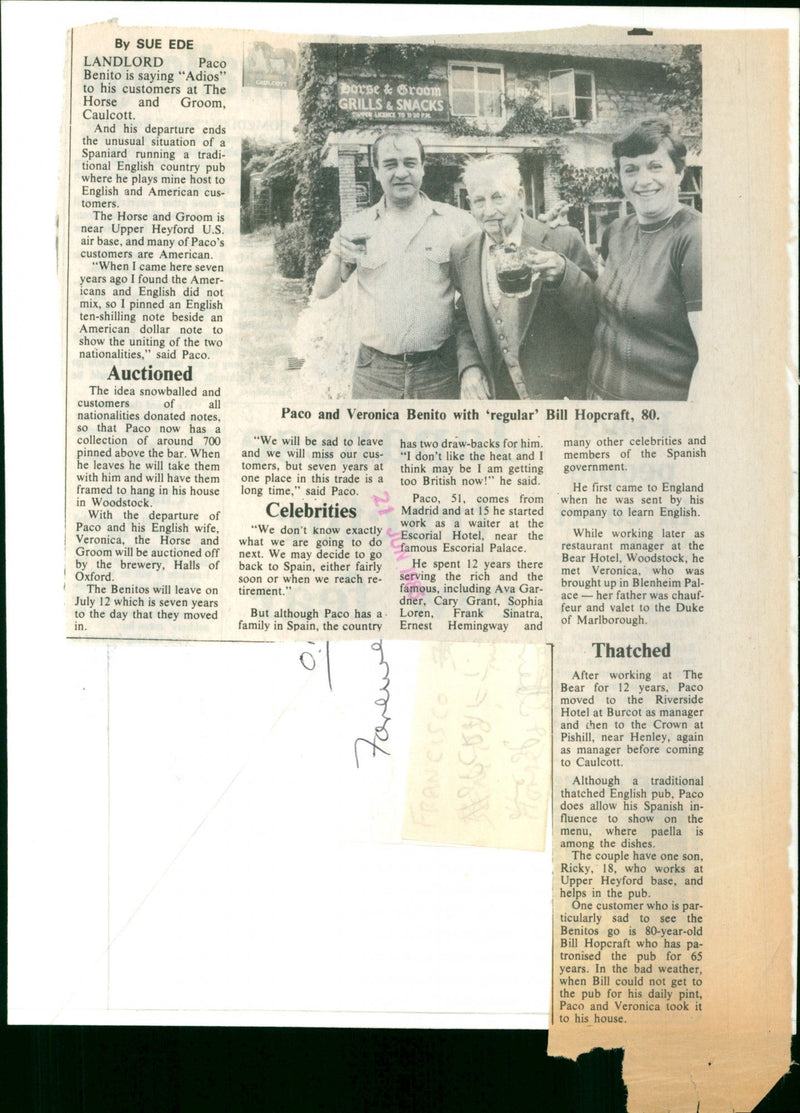 By SUE EDE
LANDLORD Paco
Benito is saying “Adios”
to his customers at The
Horse and Groom,
Caulcott.
And his departure ends
the unusual situation of a
Spaniard running a tradi-
tional English country pub
where he plays mine host to
English and American cus-
tomers.
The Horse and Groom is
near Upper Heyford U.S.
air base, and many of Paco's
customers are American.
“When I came here seven
years ago I found the Amer-
icans and English did not
mix, so I pinned an English
ten-shilling note beside an
American dollar note to
show the uniting of the two
nationalities,” said Paco.
Auctioned
The idea snowballed and
customers of all
nationalities donated notes,
so that Paco now has a
collection of around 700
pinned above the bar. When
he leaves he will take them
with him and will have them
framed to hang in his house
in Woodstock.
With the departure of
Paco and his English wife,
Veronica, the Horse and
Groom will be auctioned off
by the brewery, Halls of
Oxford.
The Benitos will leave on
July 12 which is seven years
to the day that they moved
in.
CAULCOTT
Horse & Groom
GRILLS & SNACKS
SUPPER LICENCE TO 11·30 P.M.
Paco and Veronica Benito with ‘regular’ Bill Hopcraft, 80.
“We will be sad to leave
and we will miss our cus-
tomers, but seven years at
one place in this trade is a
long time,” said Paco.
Celebrities
“We don't know exactly
what we are going to do
next. We may decide to go
back to Spain, either fairly
soon or when we reach re-
tirement.”
But although Paco has a
family in Spain, the country
has two draw-backs for him.
“I don't like the heat and I
think may be I am getting
too British now!” he said.
Paco, 51, comes from
Madrid and at 15 he started
work as a waiter at the
Escorial Hotel, near the
famous Escorial Palace.
He spent 12 years there
serving the rich and the
famous, including Ava Gar-
dner, Cary Grant, Sophia
Loren, Frank Sinatra,
Ernest Hemingway and
21 JUN
many other celebrities and
members of the Spanish
government.
He first came to England
when he was sent by his
company to learn English.
While working later as
restaurant manager at the
Bear Hotel, Woodstock, he
met Veronica, who was
brought up in Blenheim Pal-
ace — her father was chauf-
feur and valet to the Duke
of Marlborough.
Thatched
After working at The
Bear for 12 years, Paco
moved to the Riverside
Hotel at Burcot as manager
and then to the Crown at
Pishill, near Henley, again
as manager before coming
to Caulcott.
Although a traditional
thatched English pub, Paco
does allow his Spanish in-
fluence to show on the
menu, where paella is
among the dishes.
The couple have one son,
Ricky, 18, who works at
Upper Heyford base, and
helps in the pub.
One customer who is par-
ticularly sad to see the
Benitos go is 80-year-old
Bill Hopcraft who has pa-
tronised the pub for 65
years. In the bad weather,
when Bill could not get to
the pub for his daily pint,
Paco and Veronica took it
to his house.
FRANCISCO